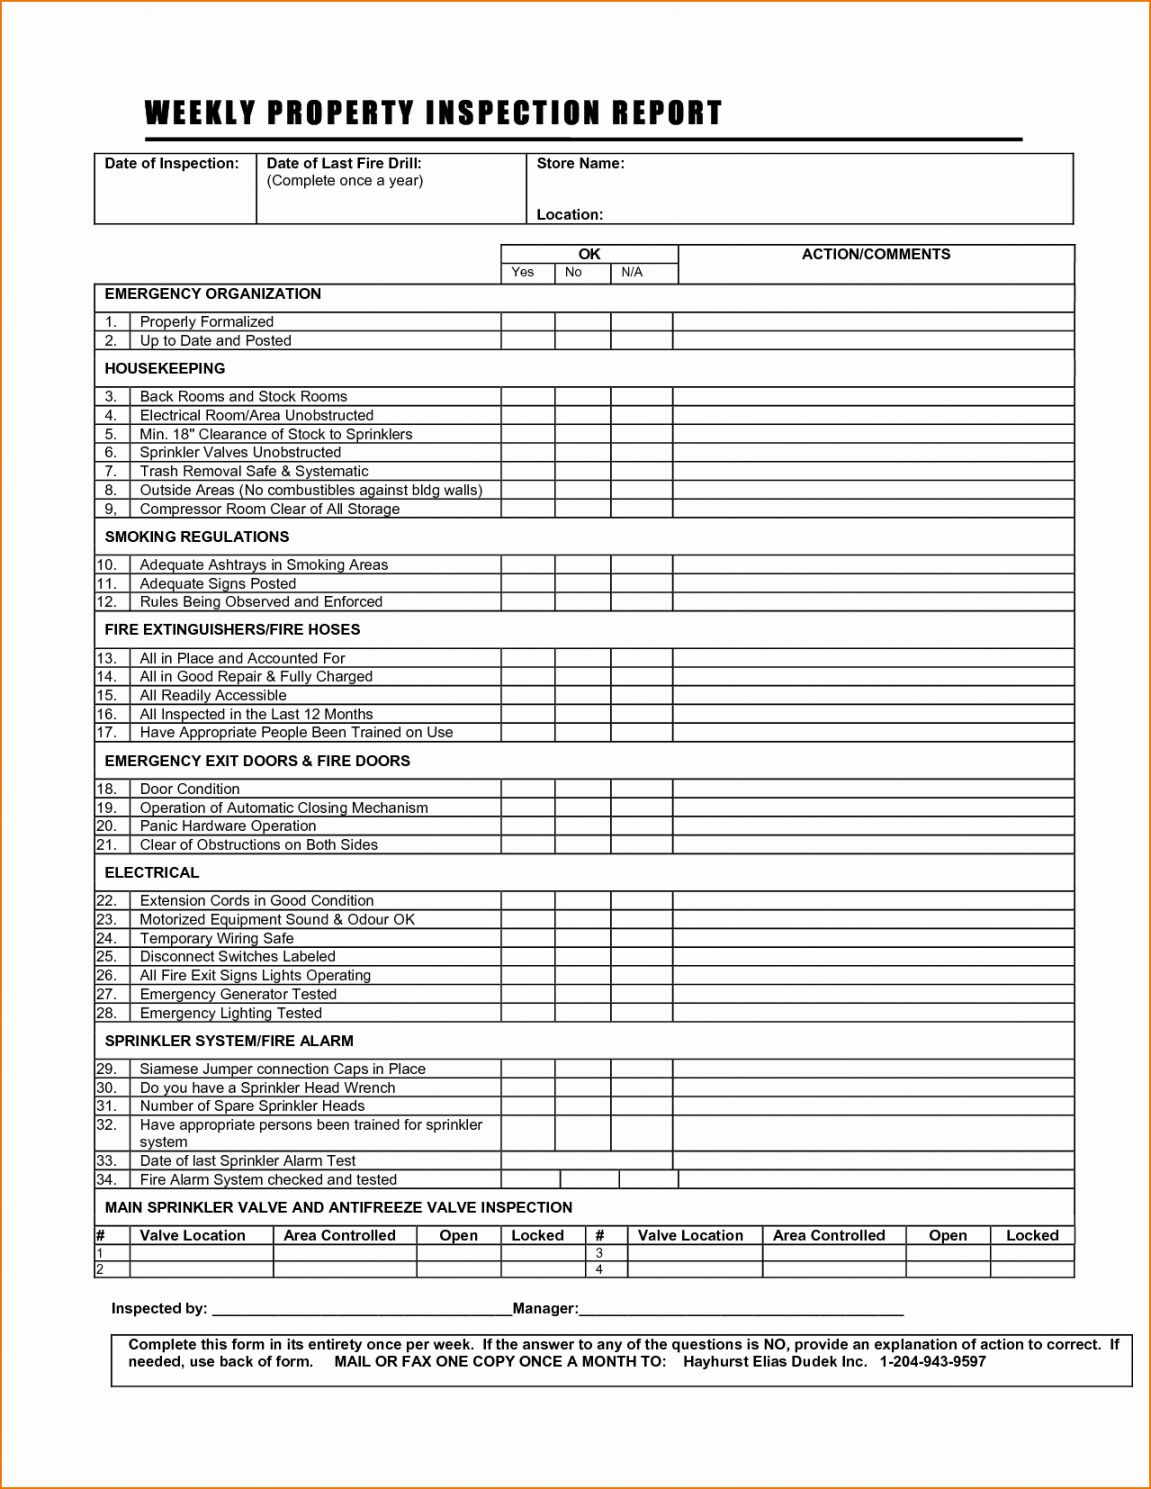 WEEKLY PROPERTY INSPECTION REPORT
Date of Inspection:
Date of Last Fire Drill:
(Complete once a year)
Store Name:
Location:
OK
ACTION/COMMENTS
Yes No N/A
EMERGENCY ORGANIZATION
1. Properly Formalized
2. Up to Date and Posted
HOUSEKEEPING
3. Back Rooms and Stock Rooms
4. Electrical Room/Area Unobstructed
5. Min. 18" Clearance of Stock to Sprinklers
6. Sprinkler Valves Unobstructed
7. Trash Removal Safe & Systematic
8. Outside Areas (No combustibles against bldg walls)
9, Compressor Room Clear of All Storage
SMOKING REGULATIONS
10. Adequate Ashtrays in Smoking Areas
11. Adequate Signs Posted
12. Rules Being Observed and Enforced
FIRE EXTINGUISHERS/FIRE HOSES
13. All in Place and Accounted For
14. All in Good Repair & Fully Charged
15. All Readily Accessible
16. All Inspected in the Last 12 Months
17. Have Appropriate People Been Trained on Use
EMERGENCY EXIT DOORS & FIRE DOORS
18. Door Condition
19. Operation of Automatic Closing Mechanism
20. Panic Hardware Operation
21. Clear of Obstructions on Both Sides
ELECTRICAL
22. Extension Cords in Good Condition
23. Motorized Equipment Sound & Odour OK
24. Temporary Wiring Safe
25. Disconnect Switches Labeled
26. All Fire Exit Signs Lights Operating
27. Emergency Generator Tested
28. Emergency Lighting Tested
SPRINKLER SYSTEM/FIRE ALARM
29. Siamese Jumper connection Caps in Place
30. Do you have a Sprinkler Head Wrench
31. Number of Spare Sprinkler Heads
32. Have appropriate persons been trained for sprinkler
system
33. Date of last Sprinkler Alarm Test
34. Fire Alarm System checked and tested
MAIN SPRINKLER VALVE AND ANTIFREEZE VALVE INSPECTION
# Valve Location Area Controlled Open Locked # Valve Location Area Controlled Open Locked
1 3
2 4
Inspected by: ____________________ Manager:____________________
Complete this form in its entirety once per week. If the answer to any of the questions is NO, provide an explanation of action to correct. If
needed, use back of form. MAIL OR FAX ONE COPY ONCE A MONTH TO: Hayhurst Elias Dudek Inc. 1-204-943-9597